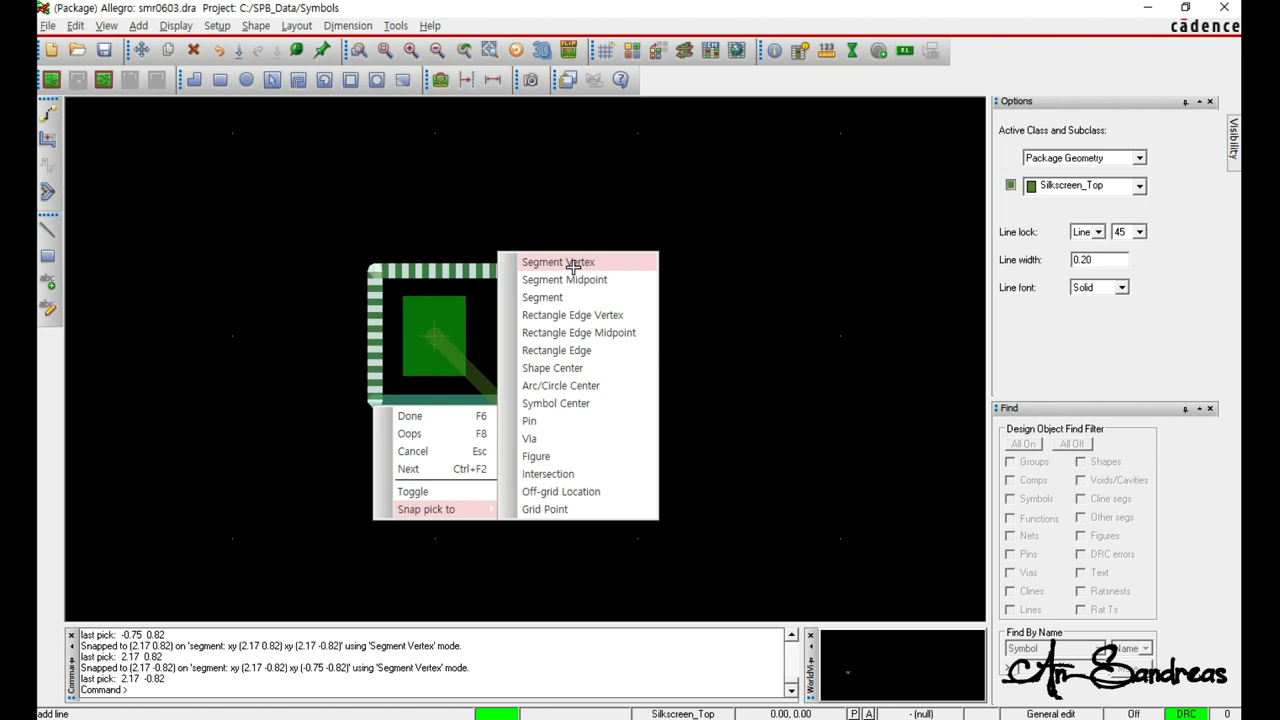 (Package) Allegro: smr0603.dra Project: C:/SPB_Data/Symbols
File Edit View Add Display Setup Shape Layout Dimension Tools Help
cādence
Options
Active Class and Subclass:
Package Geometry
Silkscreen_Top
Line lock: Line 45
Line width: 0.20
Line font: Solid
Visibility
Segment Vertex
Segment Midpoint
Segment
Rectangle Edge Vertex
Rectangle Edge Midpoint
Rectangle Edge
Shape Center
Arc/Circle Center
Symbol Center
Pin
Via
Figure
Intersection
Off-grid Location
Grid Point
Done F6
Oops F8
Cancel Esc
Next Ctrl+F2
Toggle
Snap pick to
Find
Design Object Find Filter
All On All Off
Groups Shapes
Comps Voids/Cavities
Symbols Cline segs
Functions Other segs
Nets Figures
Pins DRC errors
Vias Text
Clines Ratsnests
Lines Rat Ts
Find By Name
Symbol Name
An Sandreas
last pick: -0.75 0.82
Snapped to (2.17 0.82) on 'segment: xy (2.17 0.82) xy (2.17 -0.82)' using 'Segment Vertex' mode.
last pick: 2.17 0.82
Snapped to (2.17 -0.82) on 'segment: xy (2.17 -0.82) xy (-0.75 -0.82)' using 'Segment Vertex' mode.
last pick: 2.17 -0.82
Command >
add line
Silkscreen_Top
0.00, 0.00
P A
- (null)
General edit
Off
DRC
0